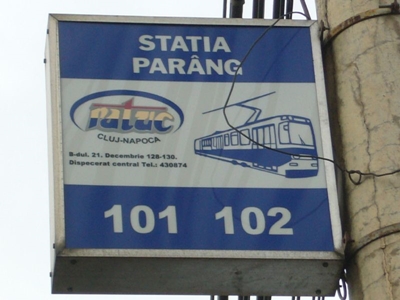 STATIA
PARÂNG
ratuc
CLUJ-NAPOCA
B-dul. 21. Decembrie 128-130.
Dispecerat central Tel.: 430874
101 102